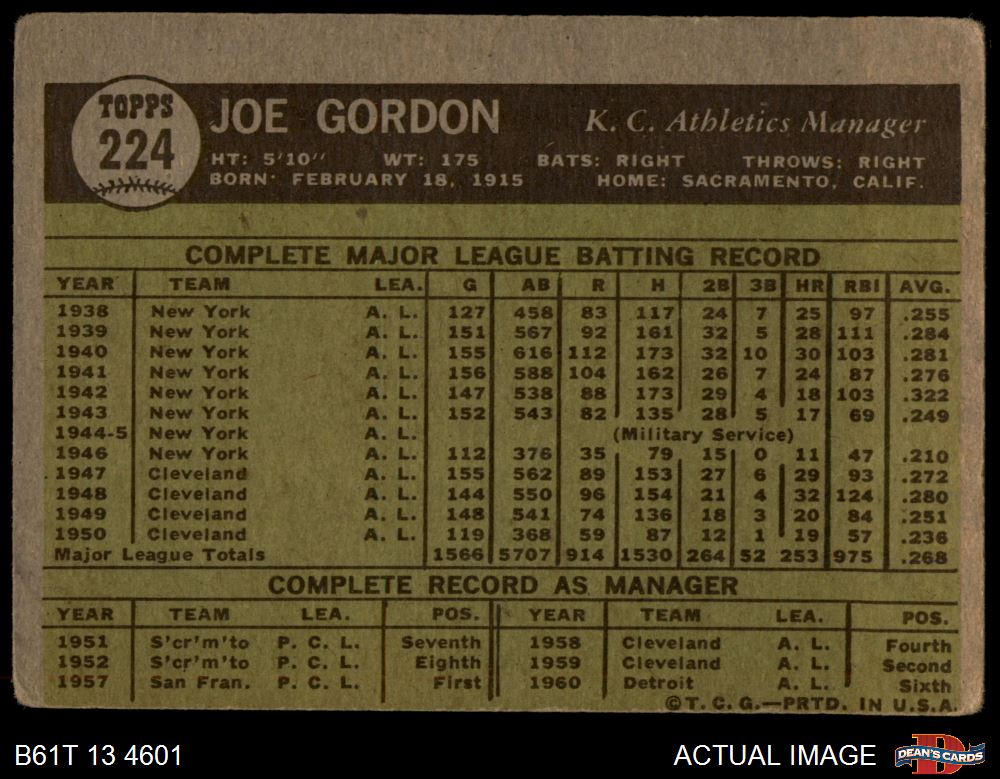 TOPPS
224
JOE GORDON K. C. Athletics Manager
HT: 5'10" WT: 175 BATS: RIGHT THROWS: RIGHT
BORN: FEBRUARY 18, 1915 HOME: SACRAMENTO, CALIF.
COMPLETE MAJOR LEAGUE BATTING RECORD
YEAR TEAM LEA. G AB R H 2B 3B HR RBI AVG.
1938 New York A. L. 127 458 83 117 24 7 25 97 .255
1939 New York A. L. 151 567 92 161 32 5 28 111 .284
1940 New York A. L. 155 616 112 173 32 10 30 103 .281
1941 New York A. L. 156 588 104 162 26 7 24 87 .276
1942 New York A. L. 147 538 88 173 29 4 18 103 .322
1943 New York A. L. 152 543 82 135 28 5 17 69 .249
1944-5 New York A. L. (Military Service)
1946 New York A. L. 112 376 35 79 15 0 11 47 .210
1947 Cleveland A. L. 155 562 89 153 27 6 29 93 .272
1948 Cleveland A. L. 144 550 96 154 21 4 32 124 .280
1949 Cleveland A. L. 148 541 74 136 18 3 20 84 .251
1950 Cleveland A. L. 119 368 59 87 12 1 19 57 .236
Major League Totals 1566 5707 914 1530 264 52 253 975 .268
COMPLETE RECORD AS MANAGER
YEAR TEAM LEA. POS. YEAR TEAM LEA. POS.
1951 S'cr'm'to P. C. L. Seventh 1958 Cleveland A. L. Fourth
1952 S'cr'm'to P. C. L. Eighth 1959 Cleveland A. L. Second
1957 San Fran. P. C. L. First 1960 Detroit A. L. Sixth
©T. C. G.—PRTD. IN U.S.A.
B61T 13 4601 ACTUAL IMAGE DEAN'S CARDS